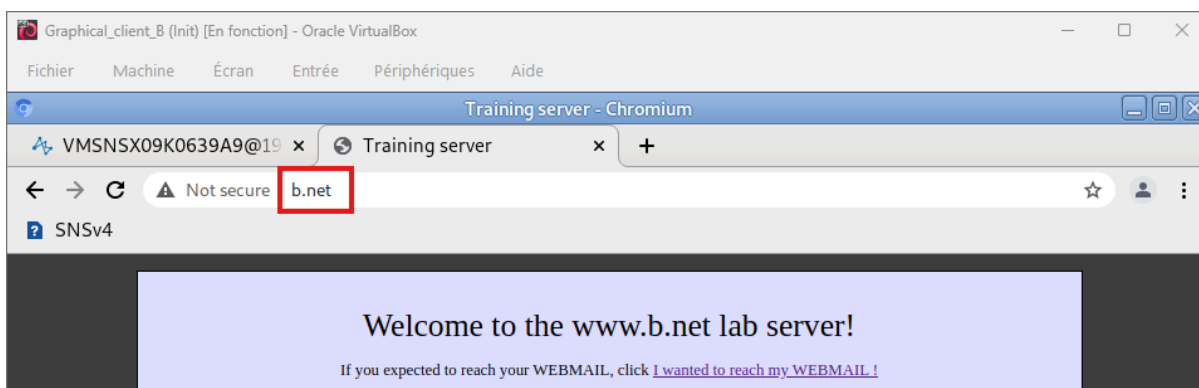 Graphical_client_B (Init) [En fonction] - Oracle VirtualBox
Fichier Machine Écran Entrée Périphériques Aide
Training server - Chromium
VMSNSX09K0639A9@19 Training server
Not secure b.net
SNSv4
Welcome to the www.b.net lab server!
If you expected to reach your WEBMAIL, click I wanted to reach my WEBMAIL !